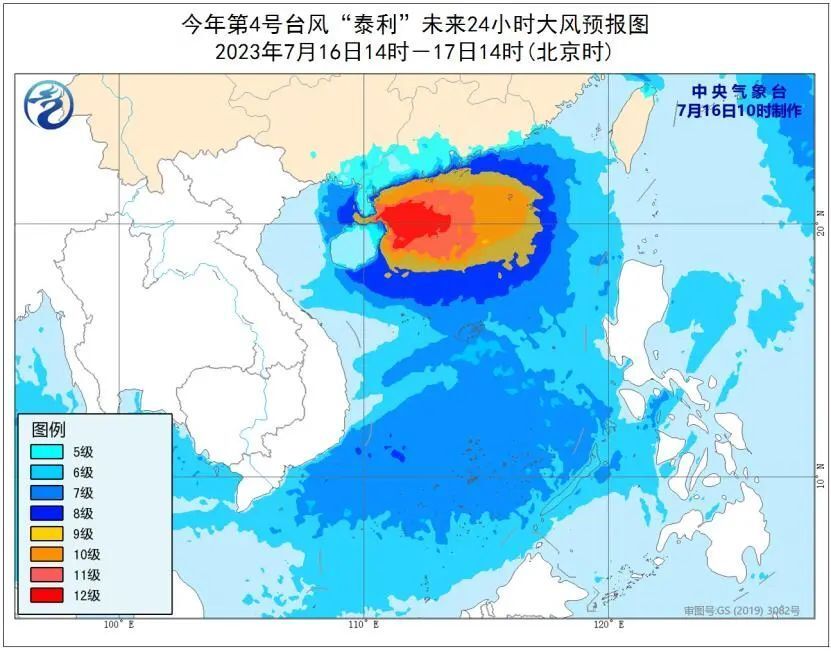 今年第4号台风“泰利”未来24小时大风预报图
2023年7月16日14时—17日14时(北京时)
中央气象台
7月16日10时制作
20°N
10°N
图例
5级
6级
7级
8级
9级
10级
11级
12级
审图号:GS (2019) 3082号
100°E
110°E
120°E